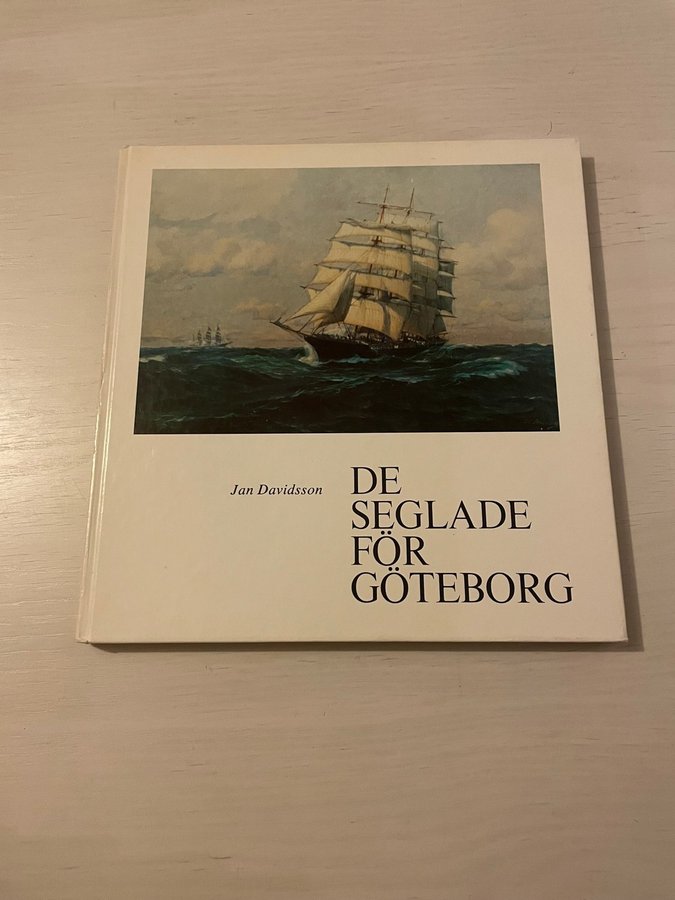 Jan Davidsson
DE
SEGLADE
FÖR
GÖTEBORG